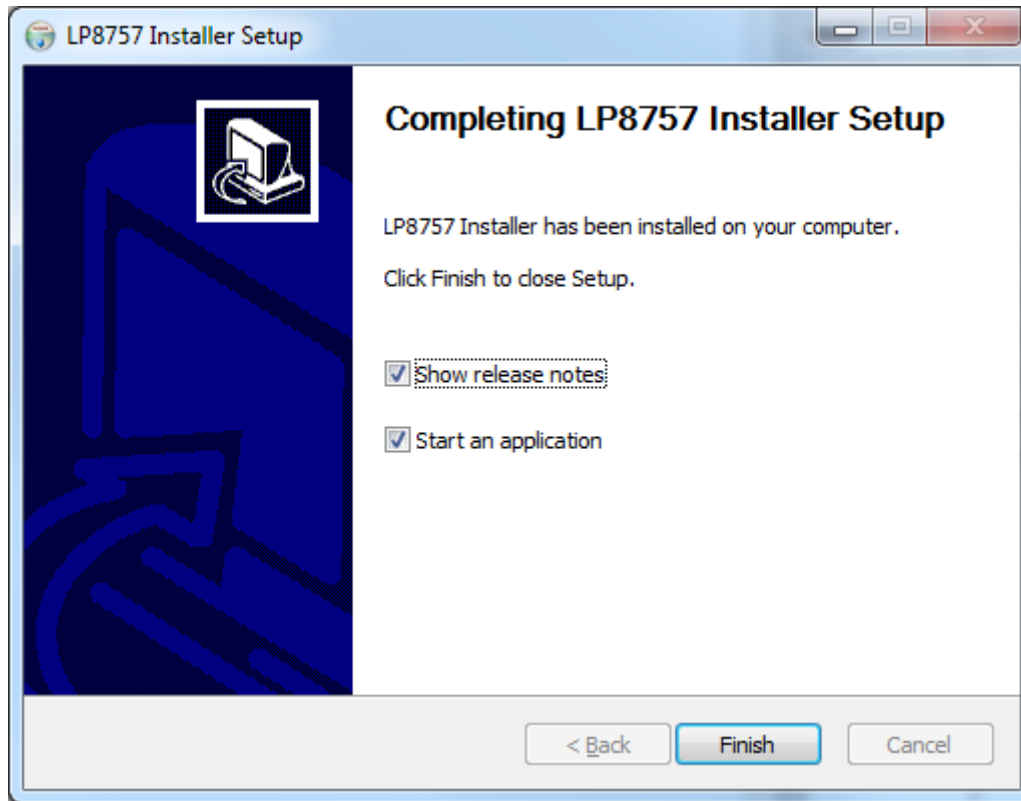 LP8757 Installer Setup
Completing LP8757 Installer Setup
LP8757 Installer has been installed on your computer.
Click Finish to close Setup.
Show release notes
Start an application
< Back Finish Cancel